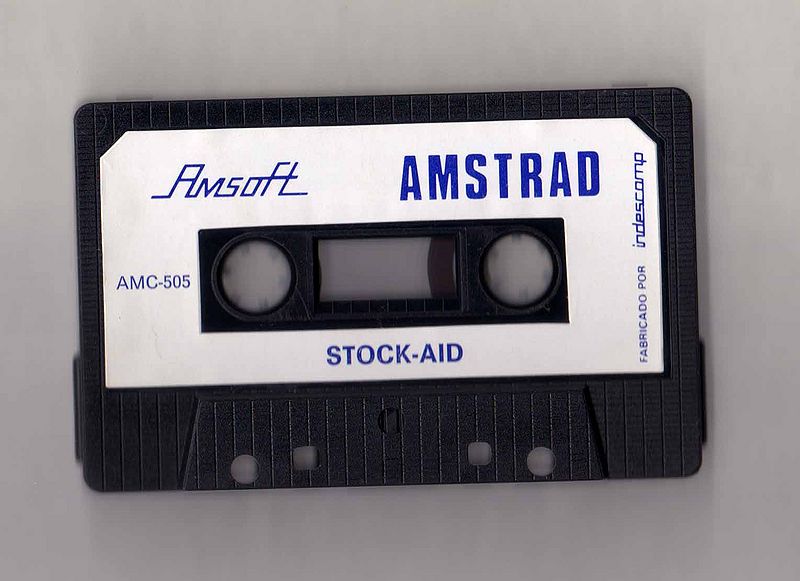 Amsoft
AMSTRAD
AMC-505
STOCK-AID
FABRICADO POR indescomp